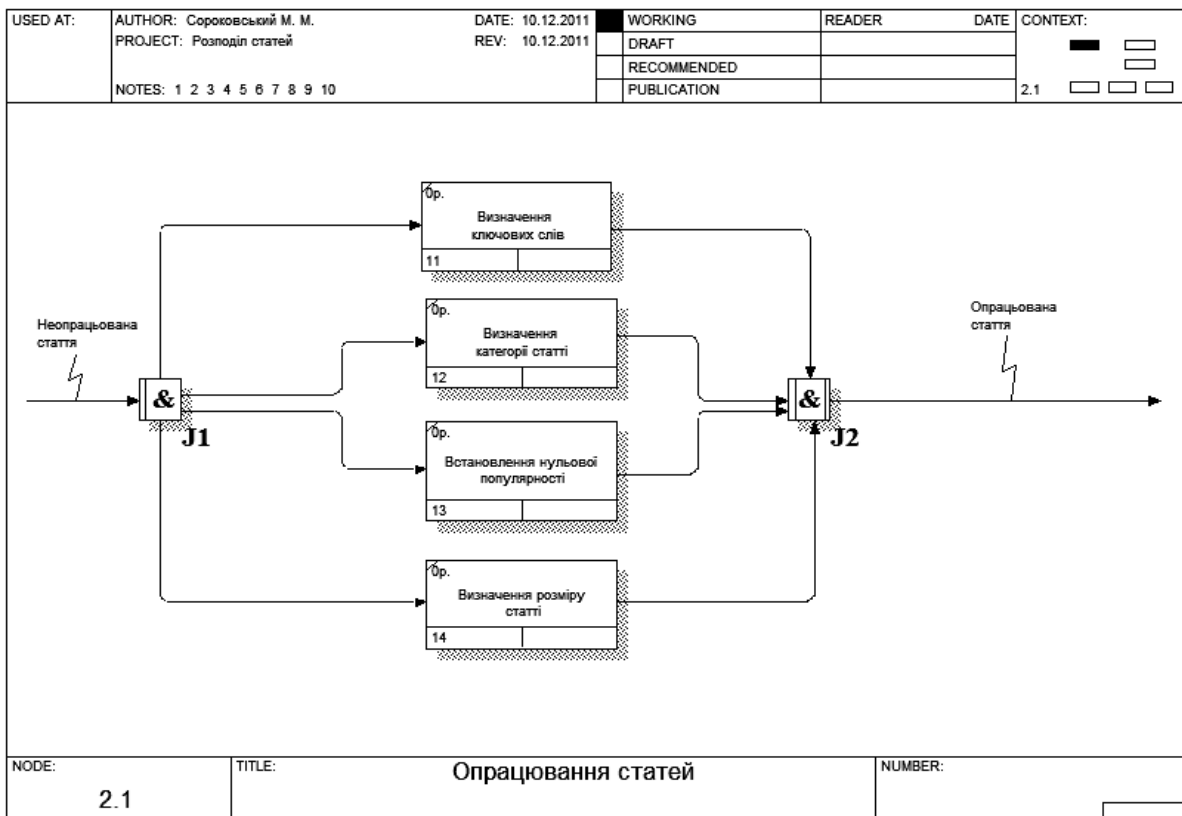 USED AT:
AUTHOR: Сороковський М. М.
DATE: 10.12.2011
PROJECT: Розподіл статей
REV: 10.12.2011
NOTES: 1 2 3 4 5 6 7 8 9 10
WORKING
DRAFT
RECOMMENDED
PUBLICATION
READER
DATE
CONTEXT:
2.1
0р.
Визначення
ключових слів
11
0р.
Визначення
категорії статті
12
0р.
Встановлення нульової
популярності
13
0р.
Визначення розміру
статті
14
Неопрацьована
стаття
&
J1
&
J2
Опрацьована
стаття
NODE:
2.1
TITLE:
Опрацювання статей
NUMBER: